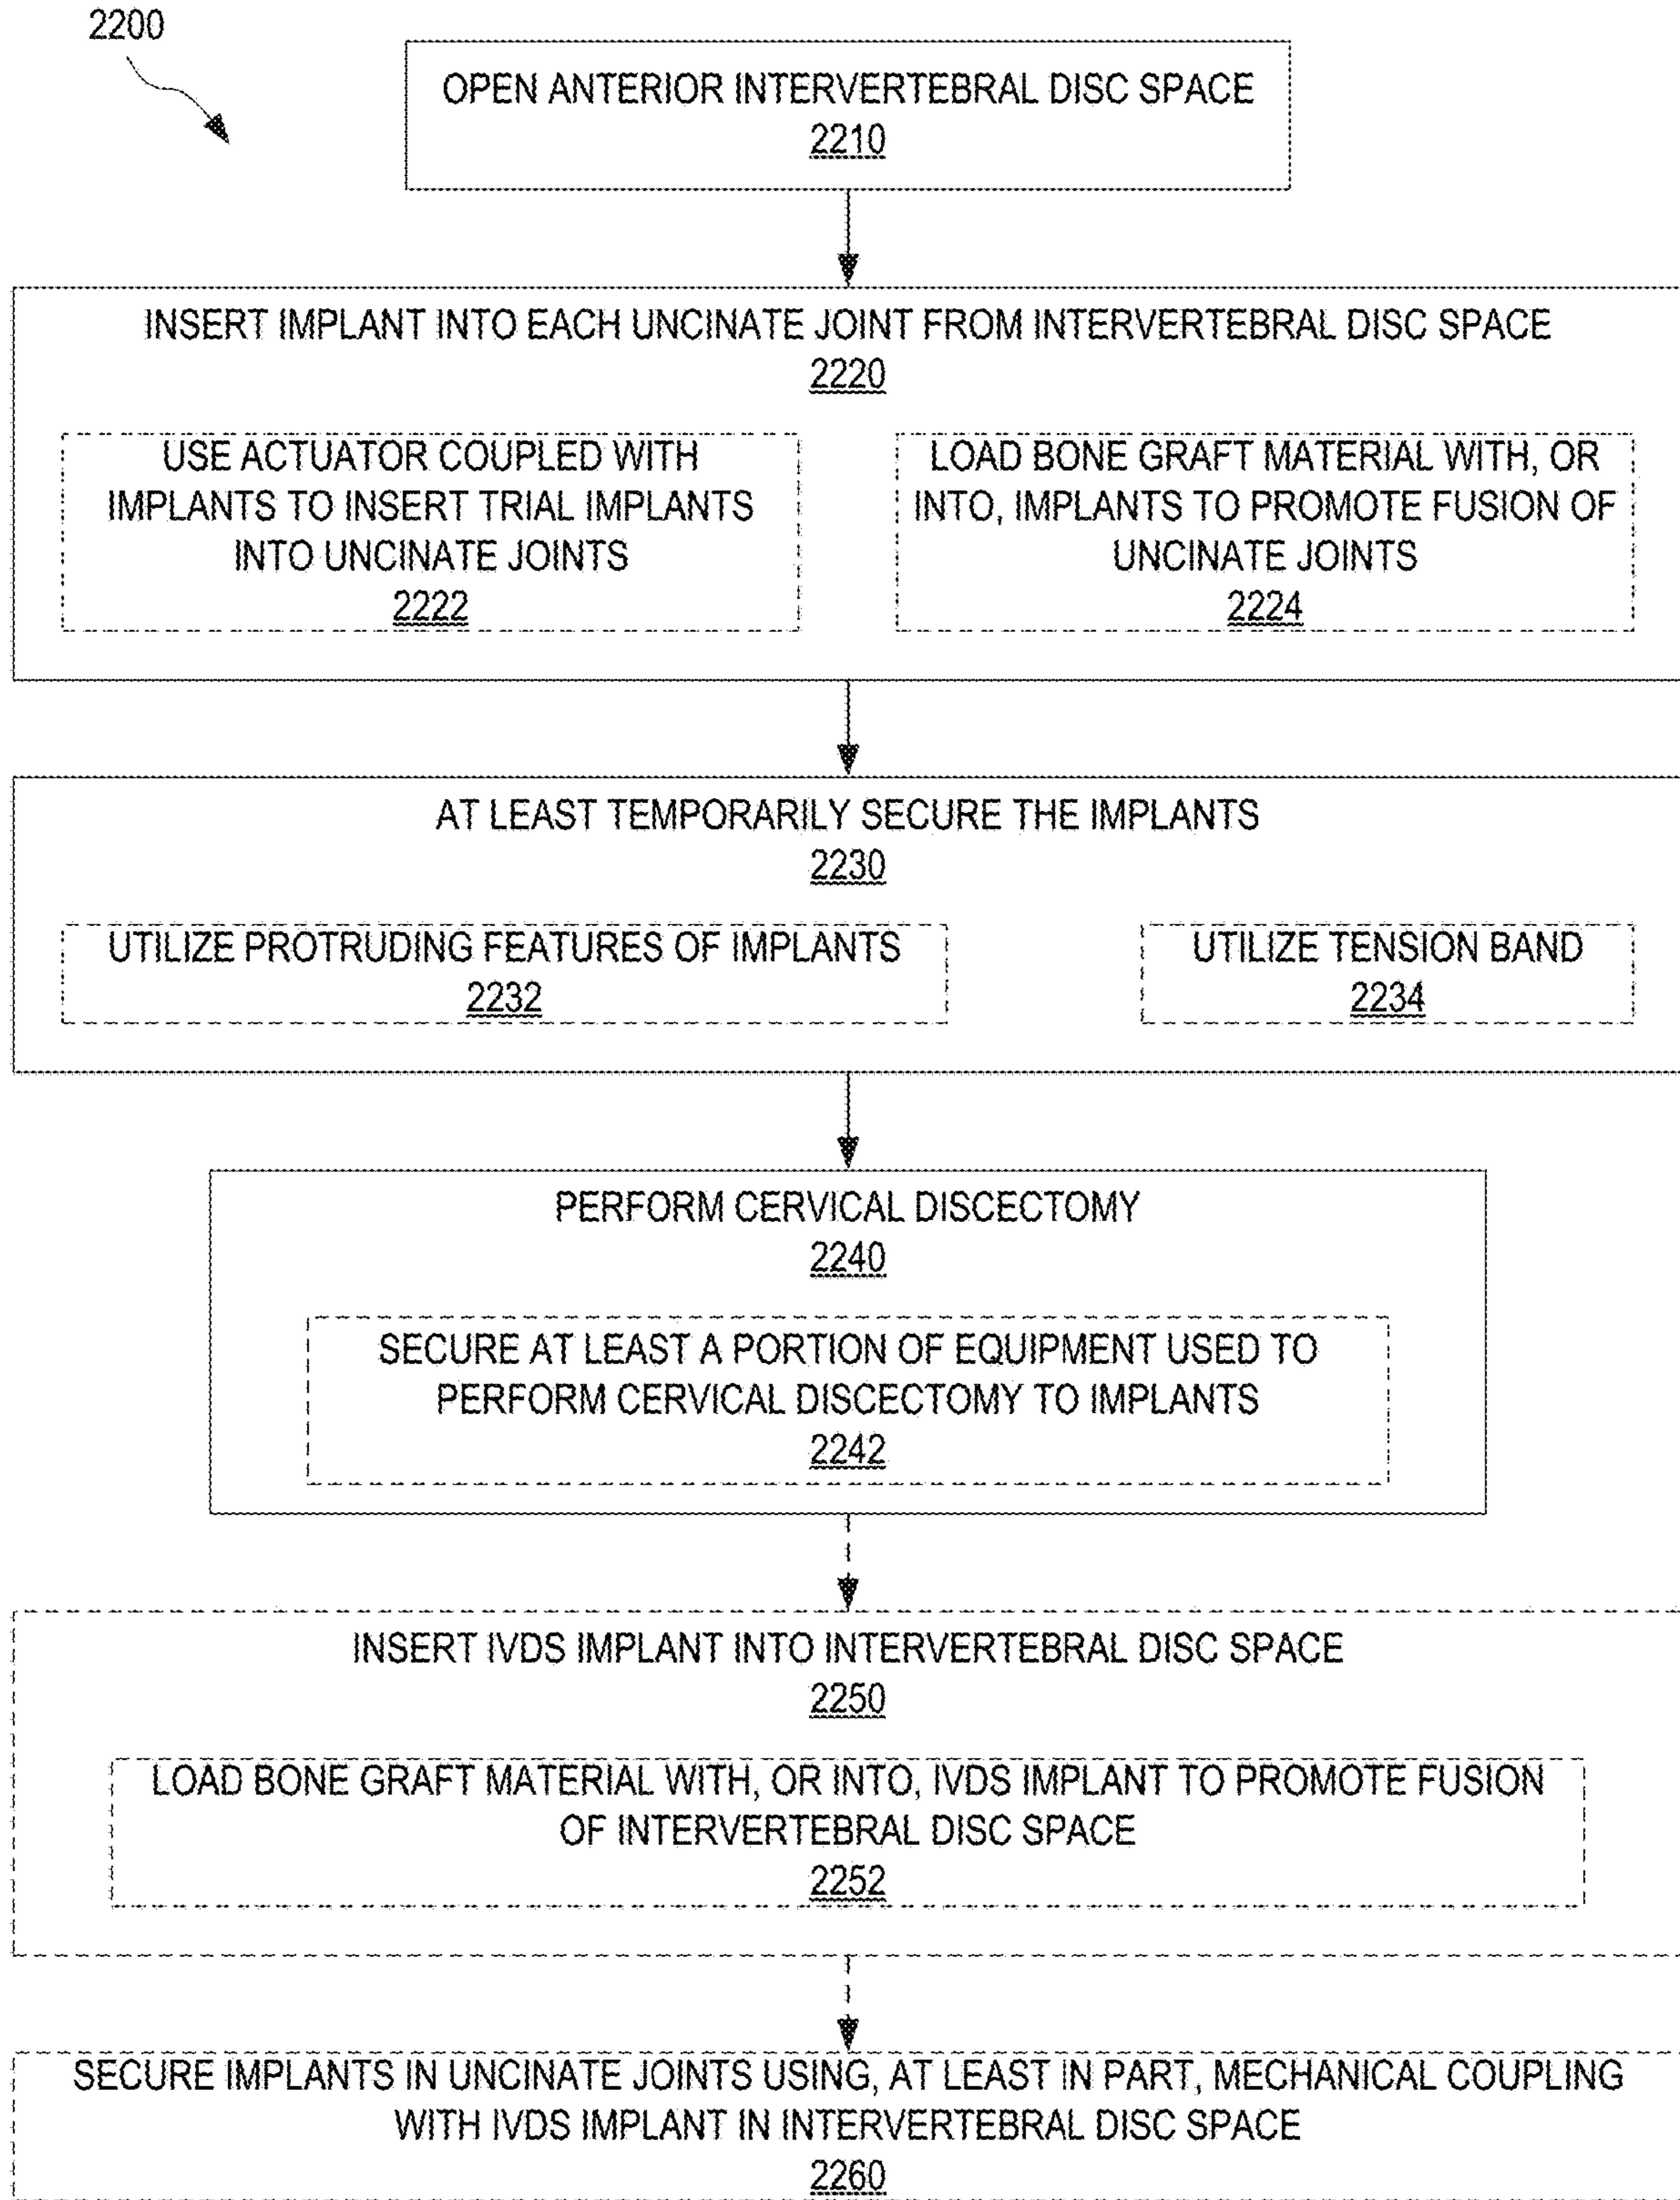 2200
OPEN ANTERIOR INTERVERTEBRAL DISC SPACE
2210
INSERT IMPLANT INTO EACH UNCINATE JOINT FROM INTERVERTEBRAL DISC SPACE
2220
USE ACTUATOR COUPLED WITH
IMPLANTS TO INSERT TRIAL IMPLANTS
INTO UNCINATE JOINTS
2222
LOAD BONE GRAFT MATERIAL WITH, OR
INTO, IMPLANTS TO PROMOTE FUSION OF
UNCINATE JOINTS
2224
AT LEAST TEMPORARILY SECURE THE IMPLANTS
2230
UTILIZE PROTRUDING FEATURES OF IMPLANTS
2232
UTILIZE TENSION BAND
2234
PERFORM CERVICAL DISCECTOMY
2240
SECURE AT LEAST A PORTION OF EQUIPMENT USED TO
PERFORM CERVICAL DISCECTOMY TO IMPLANTS
2242
INSERT IVDS IMPLANT INTO INTERVERTEBRAL DISC SPACE
2250
LOAD BONE GRAFT MATERIAL WITH, OR INTO, IVDS IMPLANT TO PROMOTE FUSION
OF INTERVERTEBRAL DISC SPACE
2252
SECURE IMPLANTS IN UNCINATE JOINTS USING, AT LEAST IN PART, MECHANICAL COUPLING
WITH IVDS IMPLANT IN INTERVERTEBRAL DISC SPACE
2260